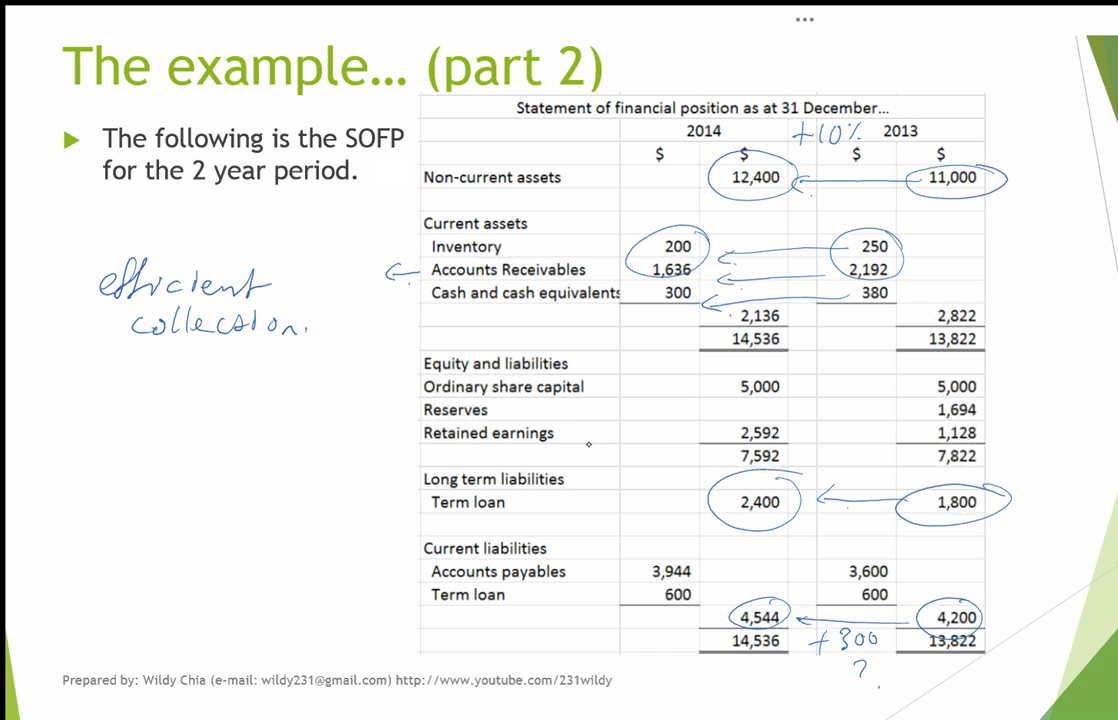 The example... (part 2)
The following is the SOFP
for the 2 year period.
efficient
collection.
Statement of financial position as at 31 December...
2014 +10% 2013
$ $ $ $
Non-current assets 12,400 11,000
Current assets
Inventory 200 250
Accounts Receivables 1,636 2,192
Cash and cash equivalents 300 380
2,136 2,822
14,536 13,822
Equity and liabilities
Ordinary share capital 5,000 5,000
Reserves 1,694
Retained earnings 2,592 1,128
7,592 7,822
Long term liabilities
Term loan 2,400 1,800
Current liabilities
Accounts payables 3,944 3,600
Term loan 600 600
4,544 4,200
14,536 +300 13,822
?
Prepared by: Wildy Chia (e-mail: wildy231@gmail.com) http://www.youtube.com/231wildy